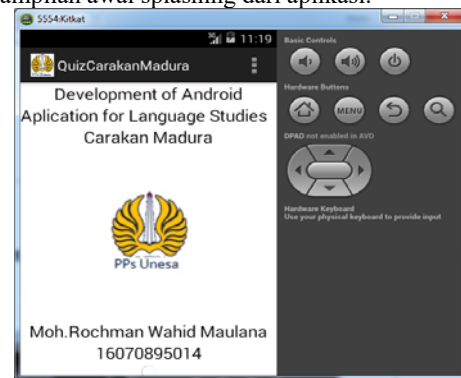 ampilan awal splashing dari aplikasi.
5554:Kitkat
3G 11:19
QuizCarakanMadura
Development of Android
Aplication for Language Studies
Carakan Madura
PPs Unesa
Moh.Rochman Wahid Maulana
16070895014
Basic Controls
Hardware Buttons
MENU
DPAD not enabled in AVD
Hardware Keyboard
Use your physical keyboard to provide input